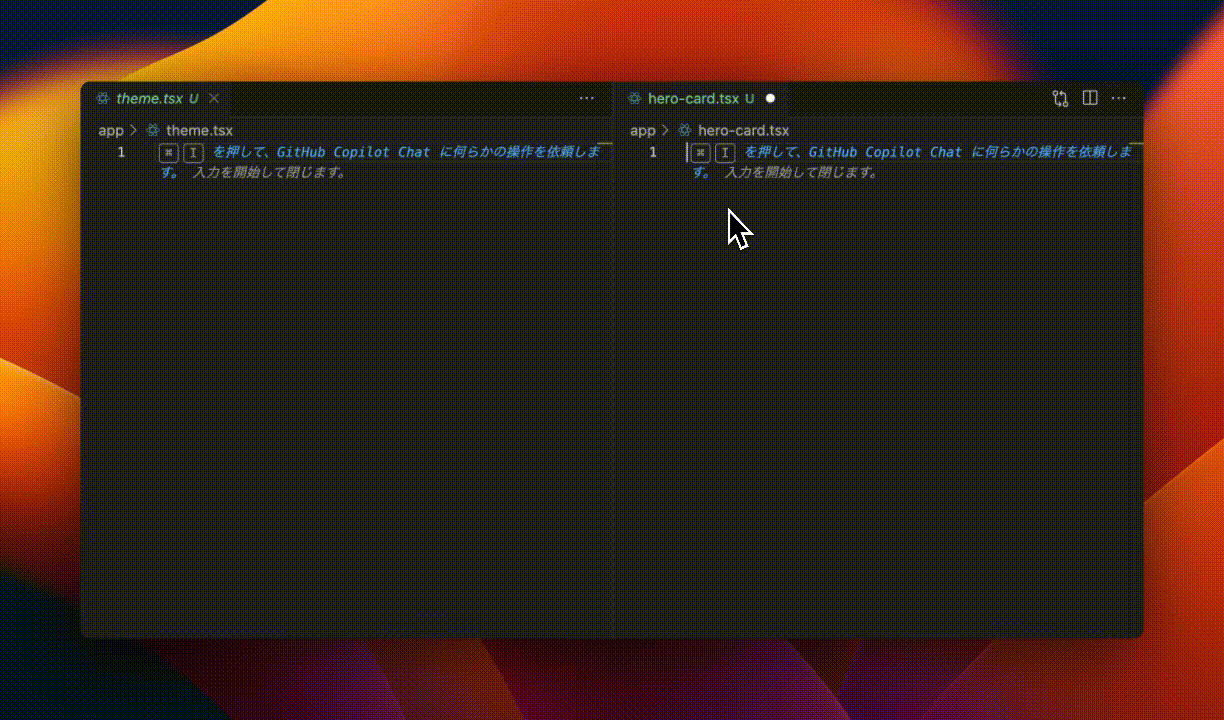 theme.tsx U
app > theme.tsx
1 ⌘ I を押して、GitHub Copilot Chat に何らかの操作を依頼しま
す。 入力を開始して閉じます。
hero-card.tsx U
app > hero-card.tsx
1 ⌘ I を押して、GitHub Copilot Chat に何らかの操作を依頼しま
す。 入力を開始して閉じます。